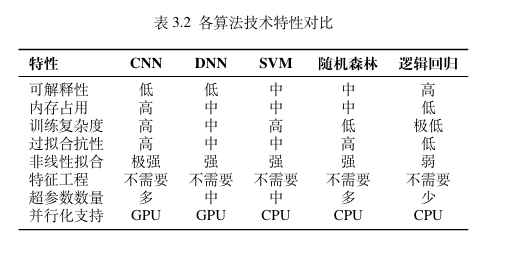 表 3.2 各算法技术特性对比
特性 CNN DNN SVM 随机森林 逻辑回归
可解释性 低 低 中 中 高
内存占用 高 中 中 中 低
训练复杂度 高 中 高 低 极低
过拟合抗性 高 中 中 高 低
非线性拟合 极强 强 强 强 弱
特征工程 不需要 不需要 不需要 不需要 不需要
超参数数量 多 中 中 多 少
并行化支持 GPU GPU CPU CPU CPU